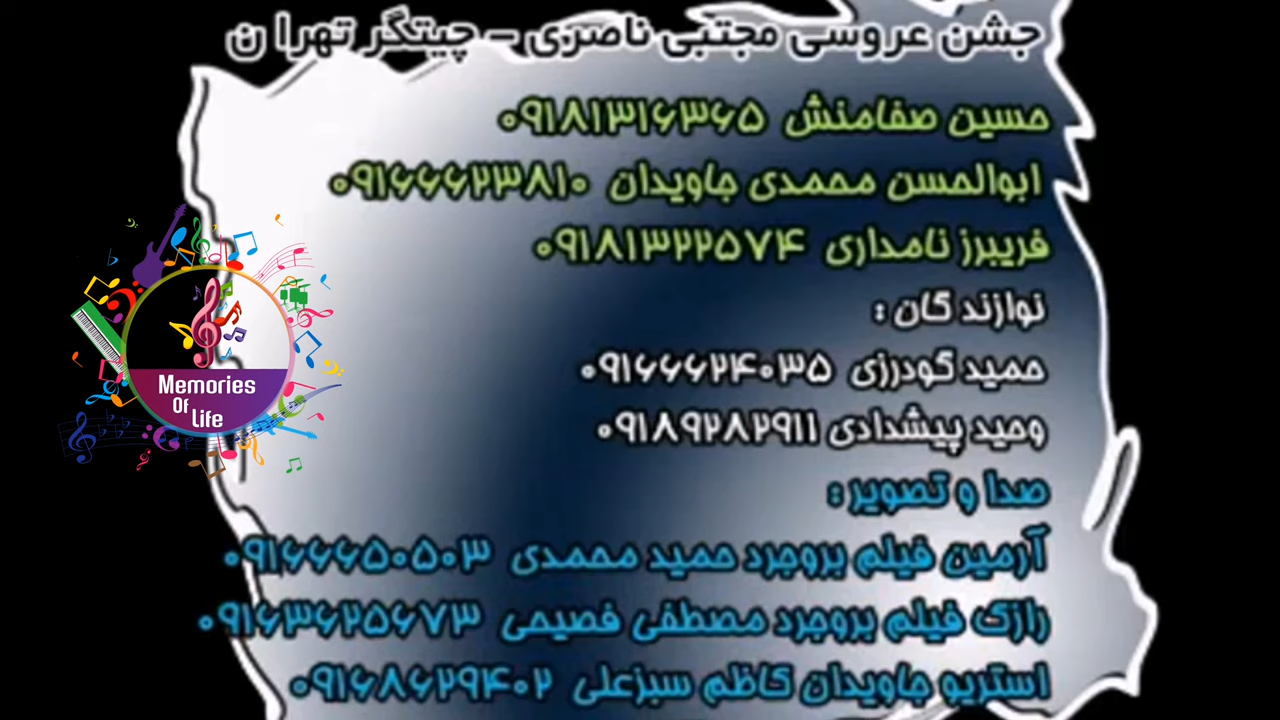 جشن عروسی مجتبی ناصری – چیتگر تهرا ن
حسین صفامنش ۰۹۱۸۱۳۱۶۳۶۵
ابوالحسن محمدی جاویدان ۰۹۱۶۶۶۲۳۸۱۰
فریبرز نامداری ۰۹۱۸۱۳۲۲۵۷۴
نوازند گان :
حمید گودرزی ۰۹۱۶۶۶۲۴۰۳۵
وحید پیشدادی ۰۹۱۸۹۲۸۲۹۱۱
صدا و تصویر :
آرمین فیلم بروجرد حمید محمدی ۰۹۱۶۶۶۵۰۵۰۳
رازک فیلم بروجرد مصطفی فصیحی ۰۹۱۶۳۶۲۵۶۷۳
استریو جاویدان کاظم سبزعلی ۰۹۱۶۸۶۲۹۴۰۲
Memories
Of
Life